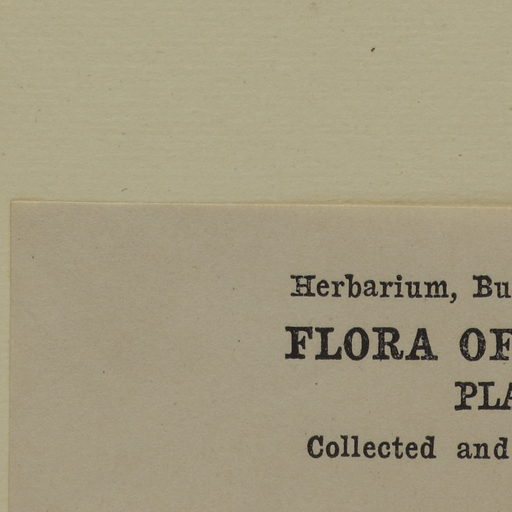 Herbarium, Bu
FLORA OF
PLA
Collected and